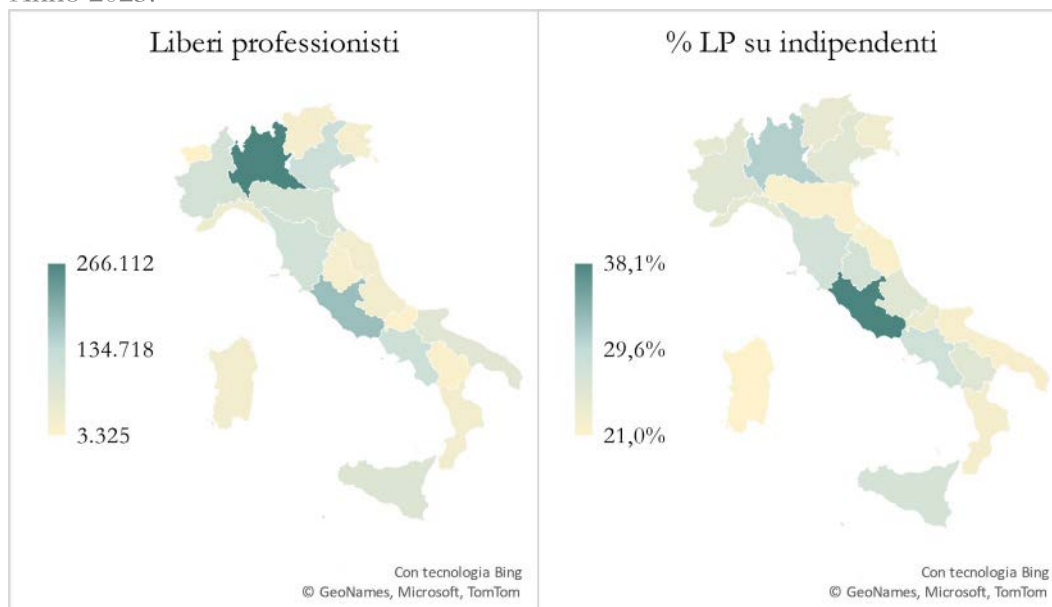 Liberi professionisti
266.112
134.718
3.325
Con tecnologia Bing
© GeoNames, Microsoft, TomTom
% LP su indipendenti
38,1%
29,6%
21,0%
Con tecnologia Bing
© GeoNames, Microsoft, TomTom